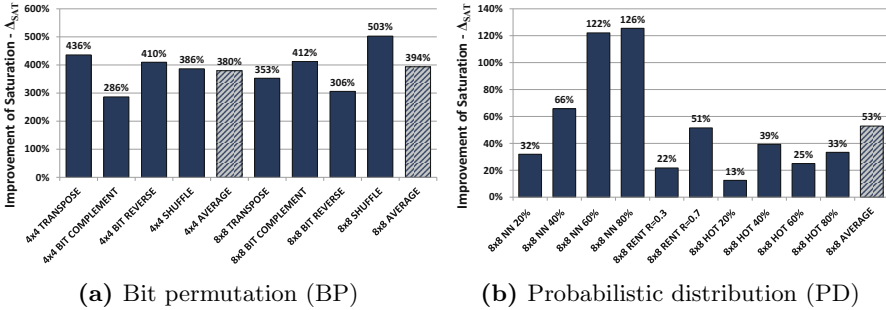 Improvement of Saturation - Δ_SAT
600%
500%
400%
300%
200%
100%
0%
436%
286%
410%
386%
380%
353%
412%
306%
503%
394%
4x4 TRANSPOSE
4x4 BIT COMPLEMENT
4x4 BIT REVERSE
4x4 SHUFFLE
4x4 AVERAGE
8x8 TRANSPOSE
8x8 BIT COMPLEMENT
8x8 BIT REVERSE
8x8 SHUFFLE
8x8 AVERAGE
(a) Bit permutation (BP)
Improvement of Saturation - Δ_SAT
140%
120%
100%
80%
60%
40%
20%
0%
32%
66%
122%
126%
22%
51%
13%
39%
25%
33%
53%
8x8 NN 20%
8x8 NN 40%
8x8 NN 60%
8x8 NN 80%
8x8 RENT R=0.3
8x8 RENT R=0.7
8x8 HOT 20%
8x8 HOT 40%
8x8 HOT 60%
8x8 HOT 80%
8x8 AVERAGE
(b) Probabilistic distribution (PD)